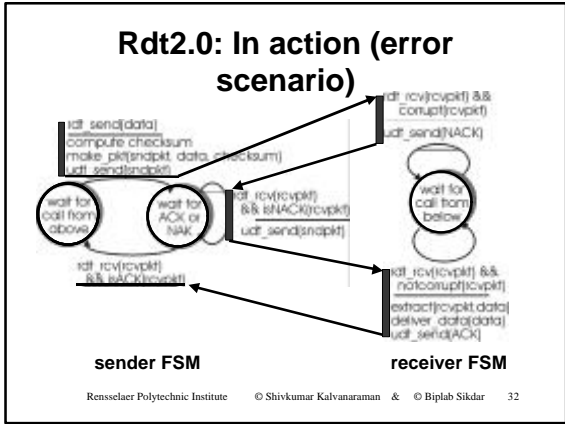 Rdt2.0: In action (error
scenario)
rdt_rcv(rcvpkt) &&
corrupt(rcvpkt)
udt_send(NACK)
rdt_send(data)
compute checksum
make_pkt(sndpkt, data, checksum)
udt_send(sndpkt)
wait for
call from
above
wait for
ACK or
NAK
rdt_rcv(rcvpkt)
&& isNACK(rcvpkt)
udt_send(sndpkt)
wait for
call from
below
rdt_rcv(rcvpkt)
&& isACK(rcvpkt)
rdt_rcv(rcvpkt) &&
notcorrupt(rcvpkt)
extract(rcvpkt,data)
deliver_data(data)
udt_send(ACK)
sender FSM
receiver FSM
Rensselaer Polytechnic Institute © Shivkumar Kalvanaraman & © Biplab Sikdar 32